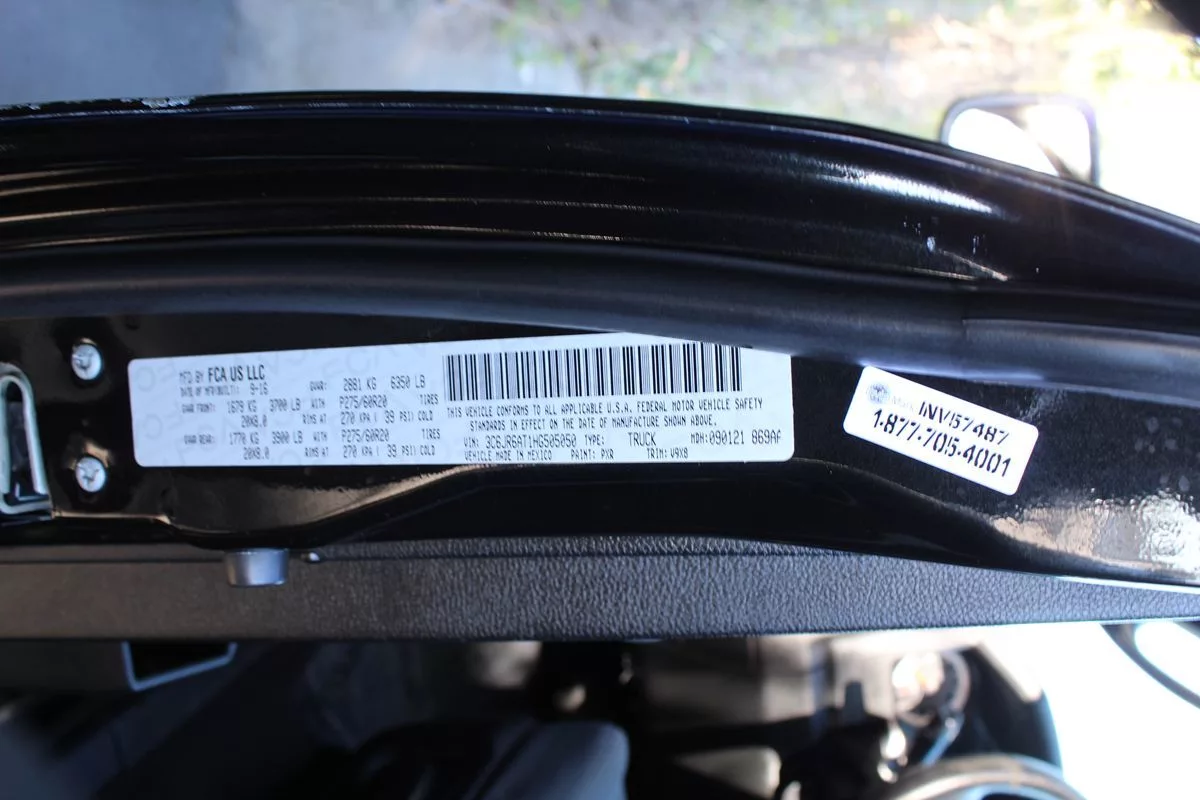 MFD BY FCA US LLC
DATE OF MFR(BUILT): 9-16 GVWR: 2881 KG 6350 LB
GAWR FRONT: 1679 KG 3700 LB WITH P275/60R20 TIRES
20X8.0 RIMS AT 270 KPA ( 39 PSI) COLD
GAWR REAR: 1770 KG 3900 LB WITH P275/60R20 TIRES
20X8.0 RIMS AT 270 KPA ( 39 PSI) COLD
THIS VEHICLE CONFORMS TO ALL APPLICABLE U.S.A. FEDERAL MOTOR VEHICLE SAFETY
STANDARDS IN EFFECT ON THE DATE OF MANUFACTURE SHOWN ABOVE.
VIN: 3C6JR6AT1HG505050 TYPE: TRUCK MDH:090121 869AF
VEHICLE MADE IN MEXICO PAINT: PXR TRIM: V9X8
INV57487
1-877-705-4001